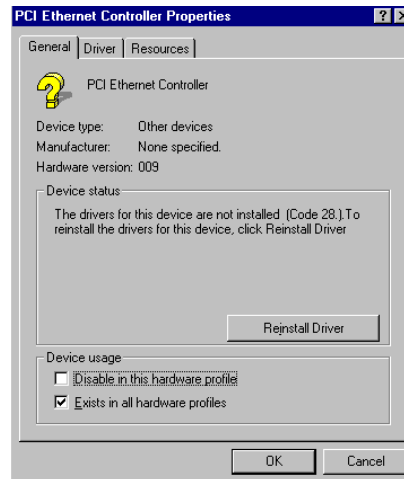 PCI Ethernet Controller Properties
General Driver Resources
PCI Ethernet Controller
Device type: Other devices
Manufacturer: None specified.
Hardware version: 009
Device status
The drivers for this device are not installed (Code 28.).To
reinstall the drivers for this device, click Reinstall Driver
Reinstall Driver
Device usage
Disable in this hardware profile
Exists in all hardware profiles
OK Cancel